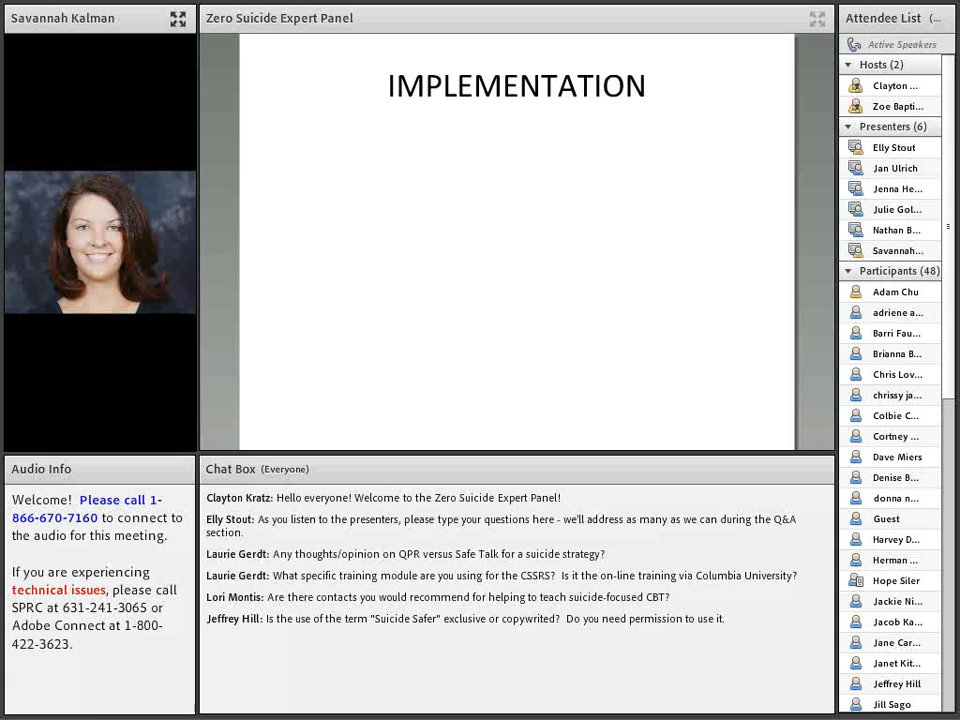 Savannah Kalman
Zero Suicide Expert Panel
IMPLEMENTATION
Audio Info
Welcome!  Please call 1-
866-670-7160 to connect to
the audio for this meeting.
If you are experiencing
technical issues, please call
SPRC at 631-241-3065 or
Adobe Connect at 1-800-
422-3623.
Chat Box (Everyone)
Clayton Kratz: Hello everyone! Welcome to the Zero Suicide Expert Panel!
Elly Stout: As you listen to the presenters, please type your questions here - we'll address as many as we can during the Q&A
section.
Laurie Gerdt: Any thoughts/opinion on QPR versus Safe Talk for a suicide strategy?
Laurie Gerdt: What specific training module are you using for the CSSRS?  Is it the on-line training via Columbia University?
Lori Montis: Are there contacts you would recommend for helping to teach suicide-focused CBT?
Jeffrey Hill: Is the use of the term "Suicide Safer" exclusive or copywrited?  Do you need permission to use it.
Attendee List (...
Active Speakers
Hosts (2)
Clayton ...
Zoe Bapti...
Presenters (6)
Elly Stout
Jan Ulrich
Jenna He...
Julie Gol...
Nathan B...
Savannah...
Participants (48)
Adam Chu
adriene a...
Barri Fau...
Brianna B...
Chris Lov...
chrissy ja...
Colbie C...
Cortney ...
Dave Miers
Denise B...
donna n...
Guest
Harvey D...
Herman ...
Hope Siler
Jackie Ni...
Jacob Ka...
Jane Car...
Janet Kit...
Jeffrey Hill
Jill Sago